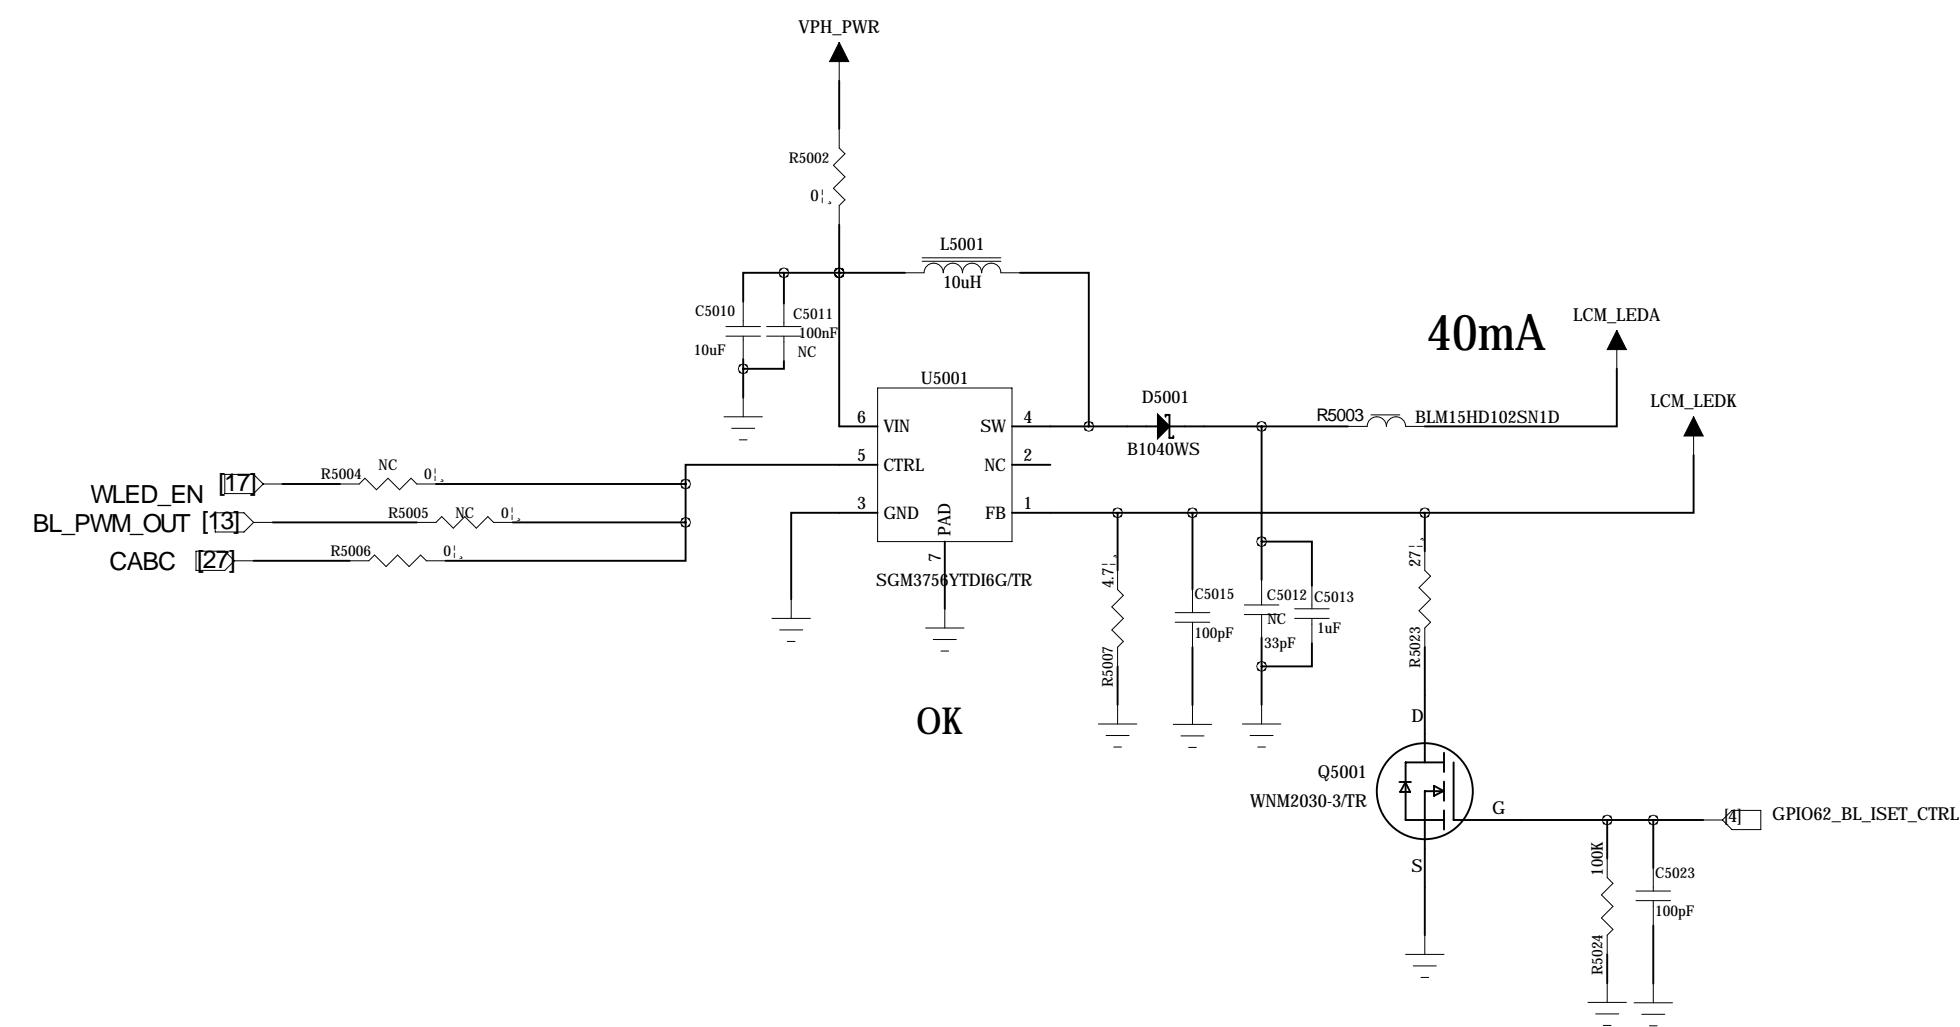 VPH_PWR
R5002
0¦¸
L5001
10uH
C5010
10uF
C5011
100nF
NC
40mA
LCM_LEDA
LCM_LEDK
U5001
6
VIN
SW
4
5
CTRL
NC
2
3
GND
PAD
FB
1
7
SGM3756YTDI6G/TR
D5001
B1040WS
R5003
BLM15HD102SN1D
WLED_EN
[17]
R5004
NC
0¦¸
BL_PWM_OUT
[13]
R5005
NC
0¦¸
CABC
[27]
R5006
0¦¸
4.7¦¸
R5007
C5015
100pF
C5012
NC
33pF
C5013
1uF
27¦¸
R5023
OK
D
Q5001
WNM2030-3/TR
G
S
[4]
GPIO62_BL_ISET_CTRL
100K
R5024
C5023
100pF